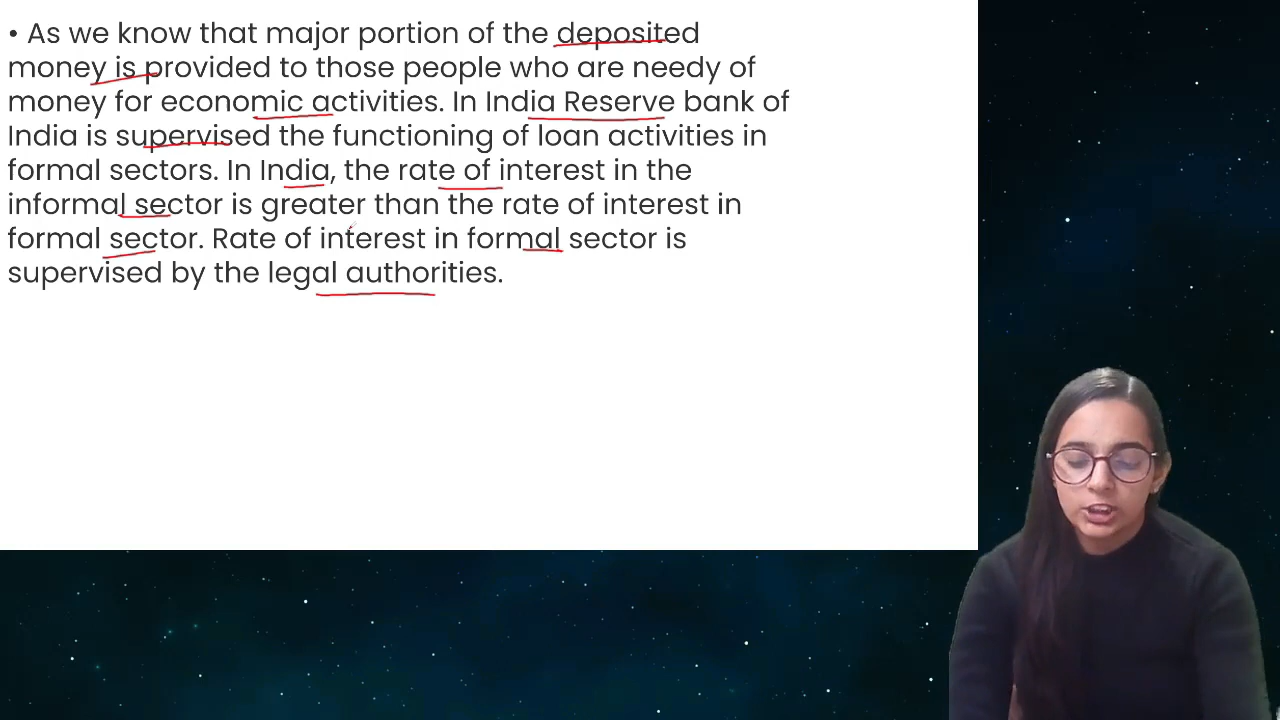 • As we know that major portion of the deposited
money is provided to those people who are needy of
money for economic activities. In India Reserve bank of
India is supervised the functioning of loan activities in
formal sectors. In India, the rate of interest in the
informal sector is greater than the rate of interest in
formal sector. Rate of interest in formal sector is
supervised by the legal authorities.